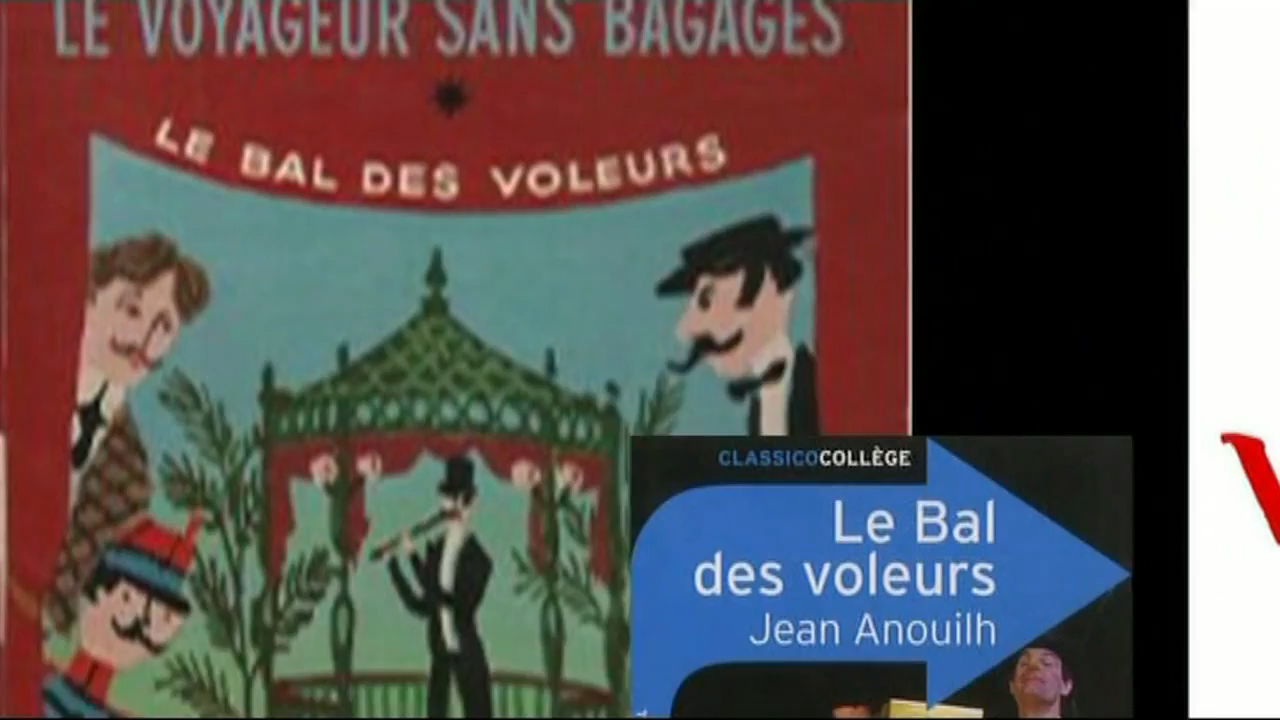 LE VOYAGEUR SANS BAGAGES
LE BAL DES VOLEURS
CLASSICOCOLLÈGE
Le Bal
des voleurs
Jean Anouilh